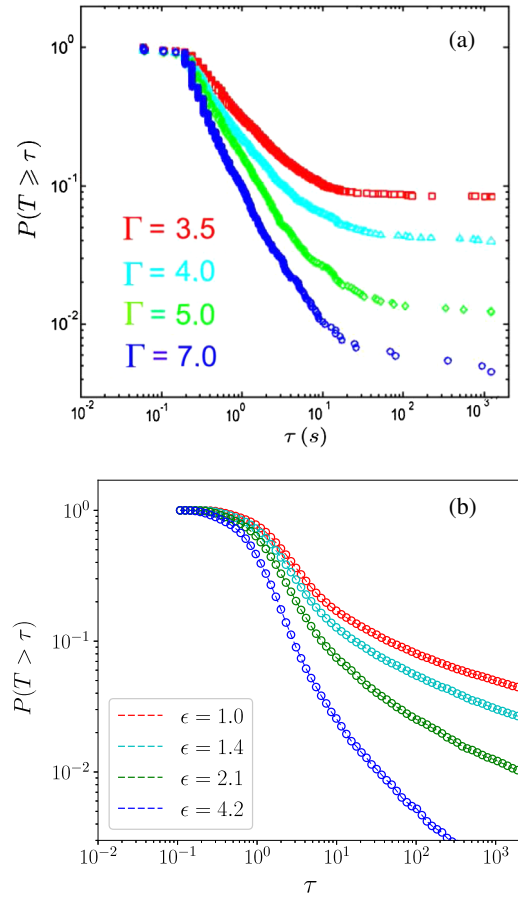 (a)
P(T ⩾ τ)
10^0
10^-1
10^-2
Γ = 3.5
Γ = 4.0
Γ = 5.0
Γ = 7.0
10^-2 10^-1 10^0 10^1 10^2 10^3
τ (s)
(b)
P(T > τ)
10^0
10^-1
10^-2
ϵ = 1.0
ϵ = 1.4
ϵ = 2.1
ϵ = 4.2
10^-2 10^-1 10^0 10^1 10^2 10^3
τ